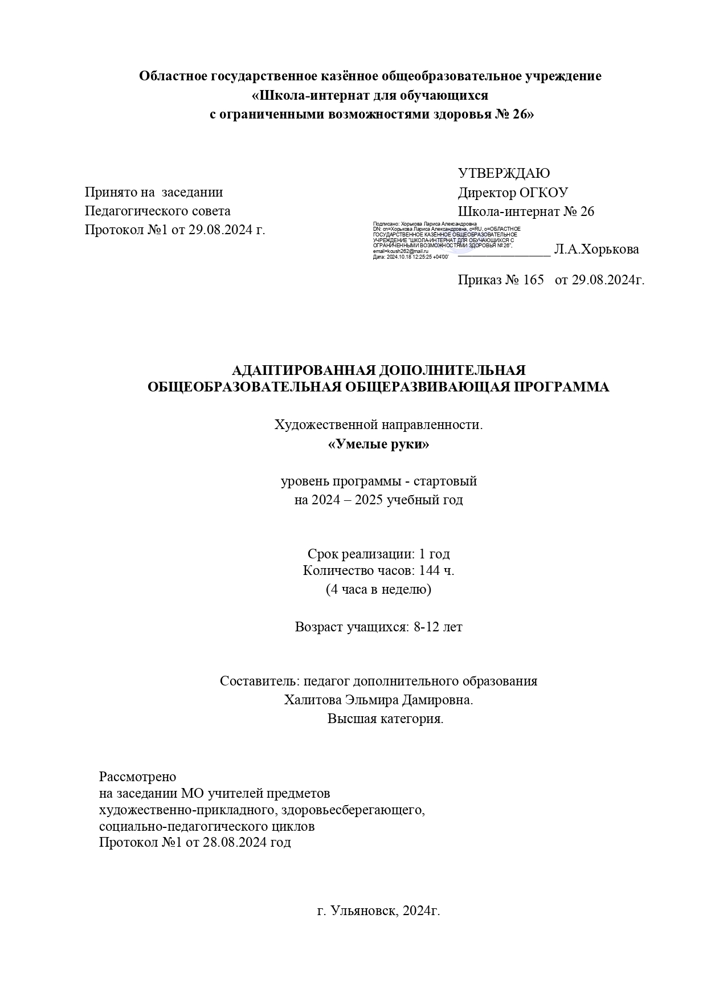 Областное государственное казённое общеобразовательное учреждение
«Школа-интернат для обучающихся
с ограниченными возможностями здоровья № 26»
Принято на  заседании
Педагогического совета
Протокол №1 от 29.08.2024 г.
УТВЕРЖДАЮ
Директор ОГКОУ
Школа-интернат № 26
Подписано: Хорькова Лариса Александровна
DN: cn=Хорькова Лариса Александровна, c=RU, o=ОБЛАСТНОЕ
ГОСУДАРСТВЕННОЕ КАЗЁННОЕ ОБЩЕОБРАЗОВАТЕЛЬНОЕ
УЧРЕЖДЕНИЕ "ШКОЛА-ИНТЕРНАТ ДЛЯ ОБУЧАЮЩИХСЯ С
ОГРАНИЧЕННЫМИ ВОЗМОЖНОСТЯМИ ЗДОРОВЬЯ № 26",
email=koush262@mail.ru
Дата: 2024.10.18 12:25:25 +04'00'
_____________ Л.А.Хорькова
Приказ № 165   от 29.08.2024г.
АДАПТИРОВАННАЯ ДОПОЛНИТЕЛЬНАЯ
ОБЩЕОБРАЗОВАТЕЛЬНАЯ ОБЩЕРАЗВИВАЮЩАЯ ПРОГРАММА
Художественной направленности.
«Умелые руки»
уровень программы - стартовый
на 2024 – 2025 учебный год
Срок реализации: 1 год
Количество часов: 144 ч.
(4 часа в неделю)
Возраст учащихся: 8-12 лет
Составитель: педагог дополнительного образования
Халитова Эльмира Дамировна.
Высшая категория.
Рассмотрено
на заседании МО учителей предметов
художественно-прикладного, здоровьесберегающего,
социально-педагогического циклов
Протокол №1 от 28.08.2024 год
г. Ульяновск, 2024г.